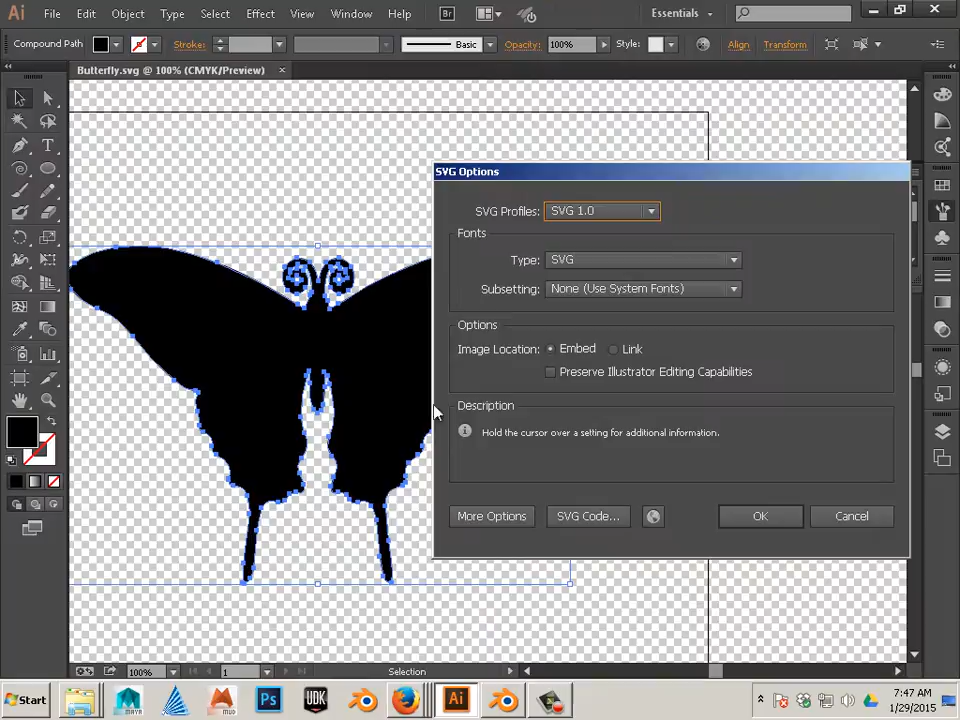 Ai File Edit Object Type Select Effect View Window Help Br Essentials
Compound Path Stroke: Basic Opacity: 100% Style: Align Transform
Butterfly.svg @ 100% (CMYK/Preview)
SVG Options
SVG Profiles: SVG 1.0
Fonts
Type: SVG
Subsetting: None (Use System Fonts)
Options
Image Location: Embed Link
Preserve Illustrator Editing Capabilities
Description
Hold the cursor over a setting for additional information.
More Options SVG Code... OK Cancel
100% 1 Selection
Start MAYA MUD Ps UDK Ai 7:47 AM
1/29/2015